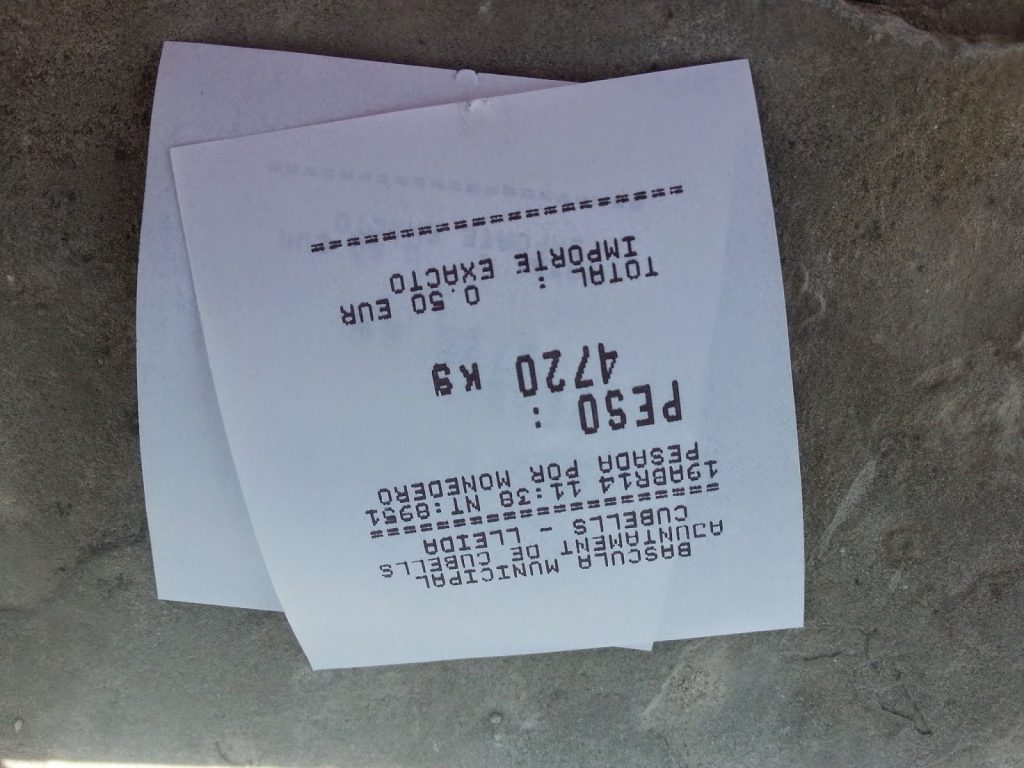 BASCULA MUNICIPAL
AJUNTAMENT DE CUBELLS
CUBELLS - LLEIDA
========================
19ABR14 11:38 NT:8951
PESADA POR MONEDERO
PESO :
4720 Kg
TOTAL : 0.50 EUR
IMPORTE EXACTO
========================